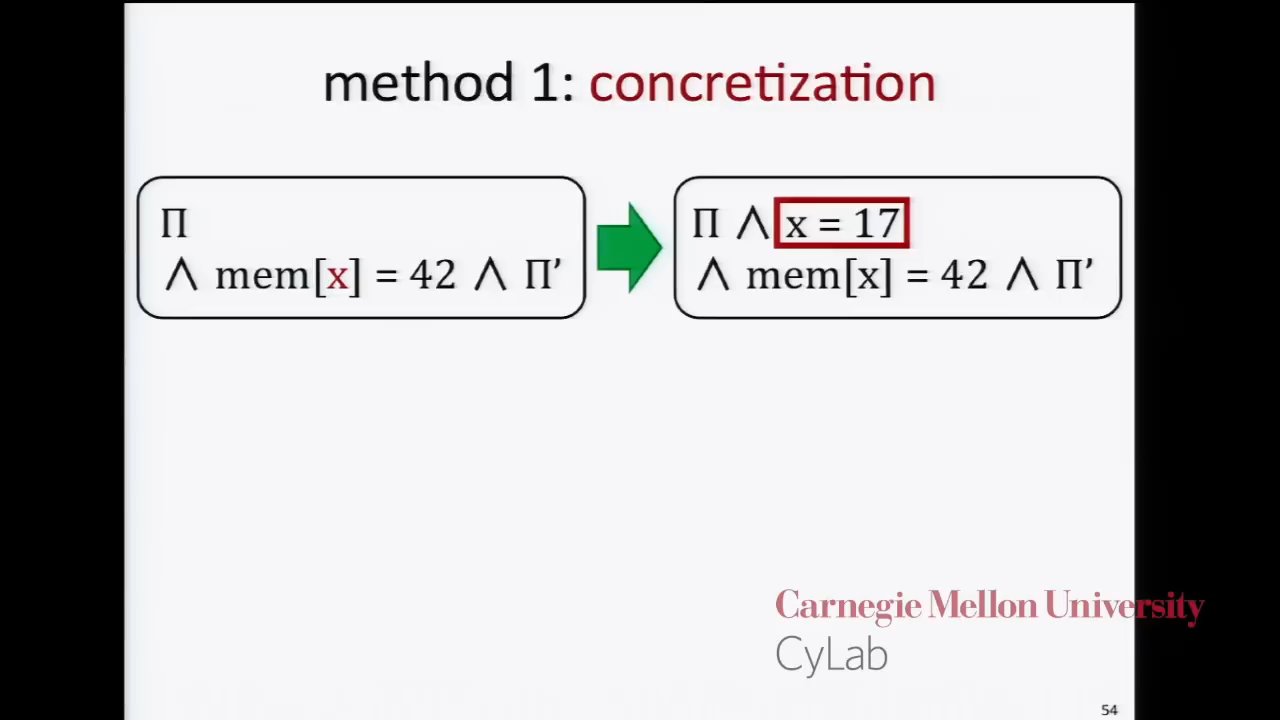 method 1: concretization
Π
∧ mem[x] = 42 ∧ Π’
Π ∧ x = 17
∧ mem[x] = 42 ∧ Π’
Carnegie Mellon University
CyLab
54